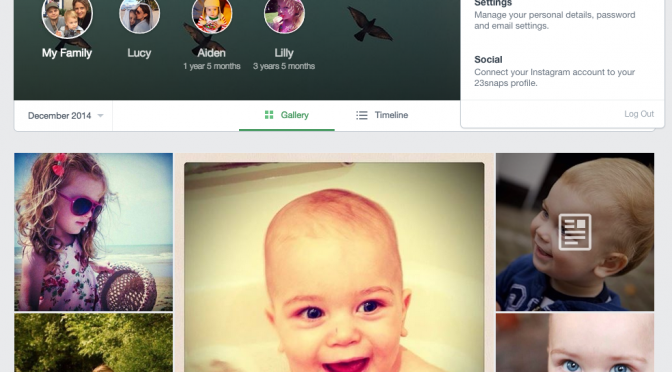 Settings
Manage your personal details, password
and email settings.
My Family
Lucy
Aiden
Lilly
1 year 5 months
3 years 5 months
Social
Connect your Instagram account to your
23snaps profile.
Log Out
December 2014
Gallery
Timeline